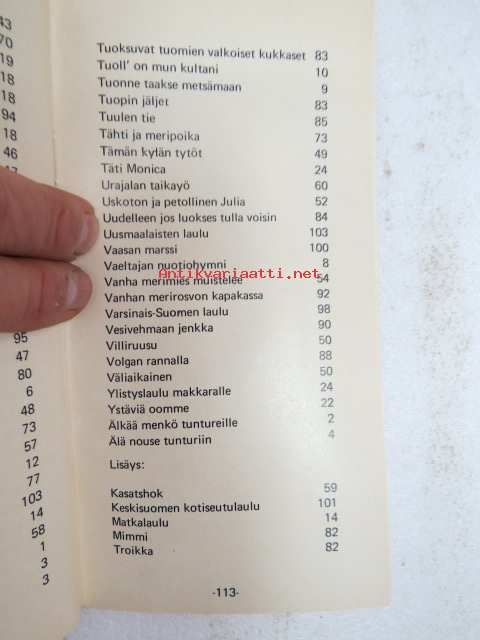 43
70
19
18
18
94
18
46
47
95
47
80
6
48
73
57
12
77
103
14
58
1
3
3
Tuoksuvat tuomien valkoiset kukkaset 83
Tuoll' on mun kultani 10
Tuonne taakse metsämaan 9
Tuopin jäljet 83
Tuulen tie 85
Tähti ja meripoika 73
Tämän kylän tytöt 49
Täti Monica 24
Urajalan taikayö 60
Uskoton ja petollinen Julia 52
Uudelleen jos luokses tulla voisin 84
Uusmaalaisten laulu 103
Vaasan marssi 100
Vaeltajan nuotiohymni 8
Antikvariaatti.net
Vanha merimies muistelee 54
Vanhan merirosvon kapakassa 92
Varsinais-Suomen laulu 98
Vesivehmaan jenkka 90
Villiruusu 50
Volgan rannalla 88
Väliaikainen 50
Ylistyslaulu makkaralle 24
Ystäviä oomme 22
Älkää menkö tuntureille 2
Älä nouse tunturiin 4
Lisäys:
Kasatshok 59
Keskisuomen kotiseutulaulu 101
Matkalaulu 14
Mimmi 82
Troikka 82
-113-